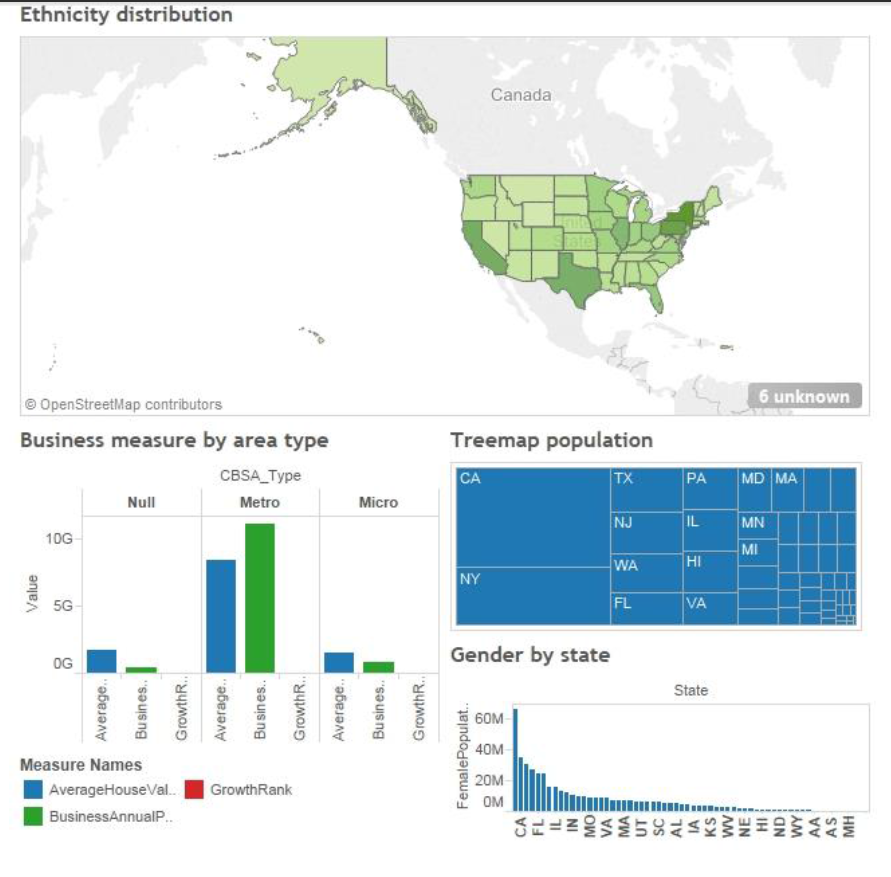 Ethnicity distribution
Canada
United
States
© OpenStreetMap contributors
6 unknown
Business measure by area type
CBSA_Type
Null Metro Micro
Value
10G
5G
0G
Average.. Busines.. GrowthR.. Average.. Busines.. GrowthR.. Average.. Busines.. GrowthR..
Measure Names
AverageHouseVal.. GrowthRank
BusinessAnnualP..
Treemap population
CA TX PA MD MA
NJ IL MN
WA HI MI
NY FL VA
Gender by state
State
FemalePopulat..
60M
40M
20M
0M
CA FL IL IN MO VA MA UT SC AL IA KS WV NE HI ND WY AA AS MH